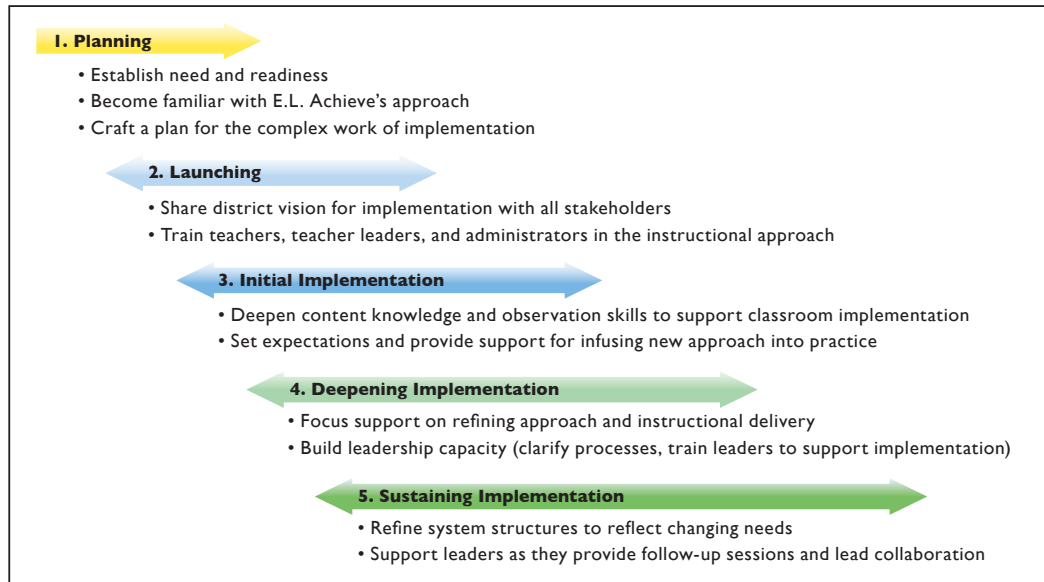 1. Planning
• Establish need and readiness
• Become familiar with E.L. Achieve’s approach
• Craft a plan for the complex work of implementation
2. Launching
• Share district vision for implementation with all stakeholders
• Train teachers, teacher leaders, and administrators in the instructional approach
3. Initial Implementation
• Deepen content knowledge and observation skills to support classroom implementation
• Set expectations and provide support for infusing new approach into practice
4. Deepening Implementation
• Focus support on refining approach and instructional delivery
• Build leadership capacity (clarify processes, train leaders to support implementation)
5. Sustaining Implementation
• Refine system structures to reflect changing needs
• Support leaders as they provide follow-up sessions and lead collaboration